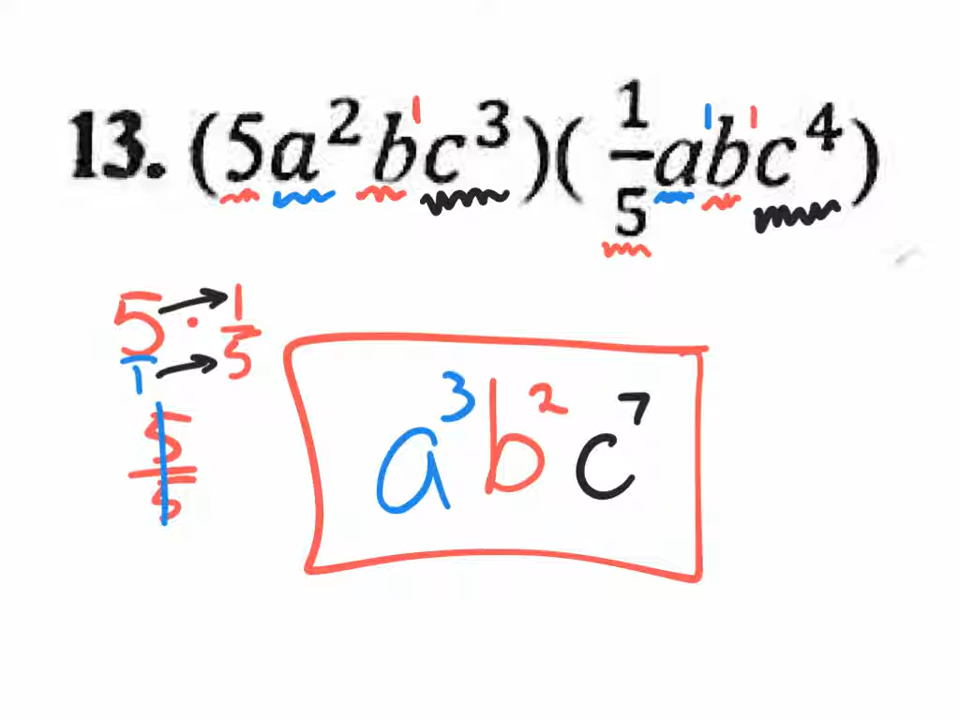 13. (5a²b¹c³)(1/5 a¹b¹c⁴)
5/1 · 1/5
5/5
a³b²c⁷